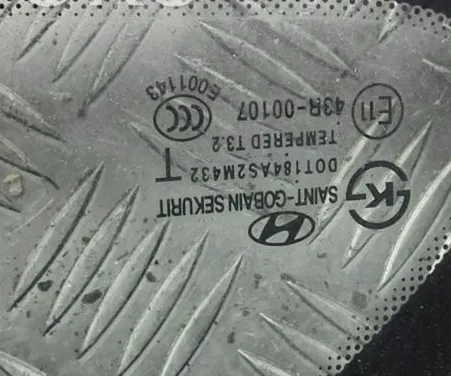 SAINT-GOBAIN SEKURIT
DOT184AS2M432 T
TEMPERED T3.2
E11 43R-00107
CCC
E001143